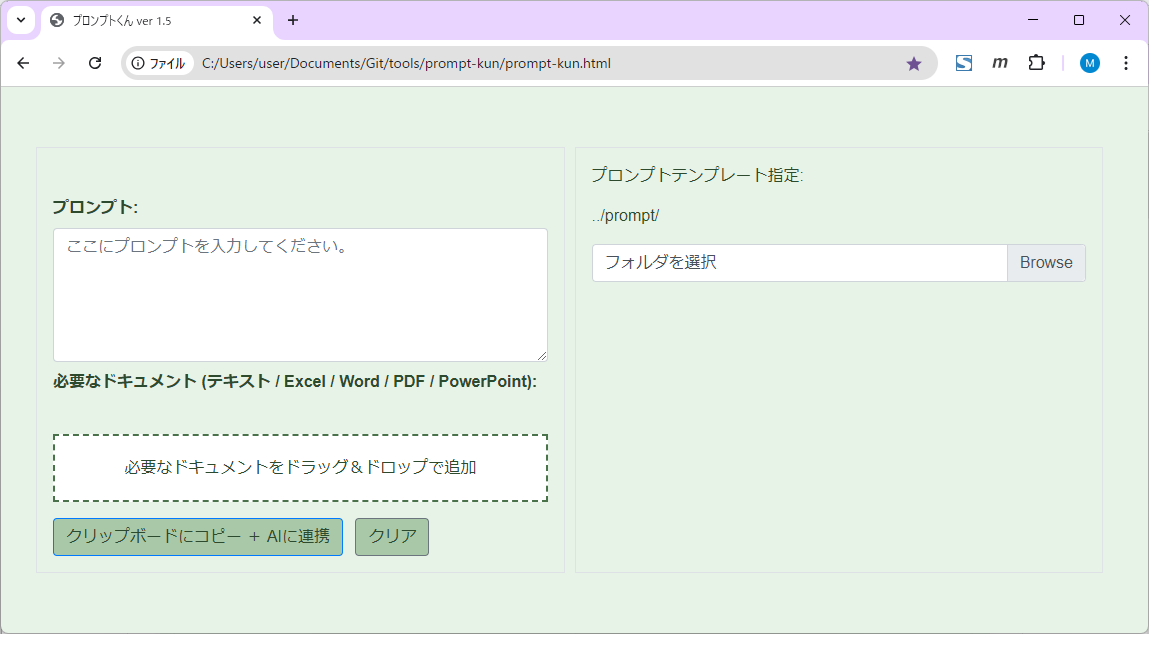 プロンプトくん ver 1.5
ファイル
C:/Users/user/Documents/Git/tools/prompt-kun/prompt-kun.html
m
M
プロンプト:
ここにプロンプトを入力してください。
必要なドキュメント (テキスト / Excel / Word / PDF / PowerPoint):
必要なドキュメントをドラッグ＆ドロップで追加
クリップボードにコピー + AIに連携
クリア
プロンプトテンプレート指定:
../prompt/
フォルダを選択
Browse